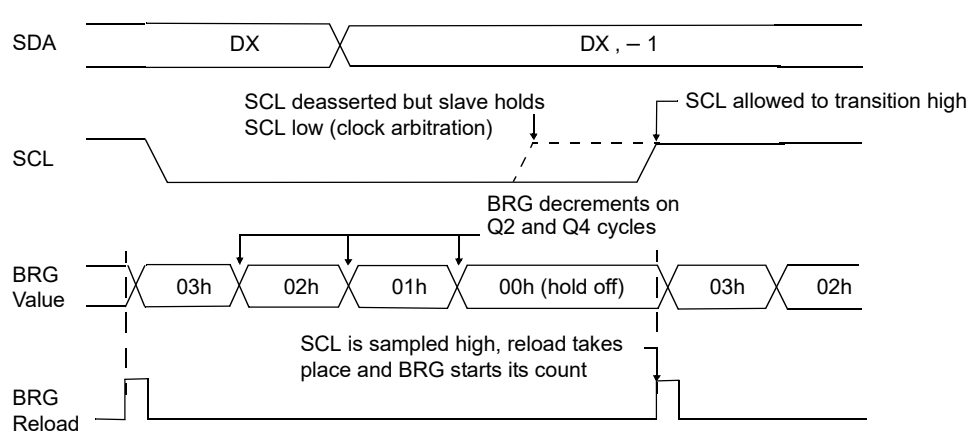 SDA
DX
DX , – 1
SCL deasserted but slave holds
SCL low (clock arbitration)
SCL allowed to transition high
SCL
BRG decrements on
Q2 and Q4 cycles
BRG
Value
03h
02h
01h
00h (hold off)
03h
02h
SCL is sampled high, reload takes
place and BRG starts its count
BRG
Reload